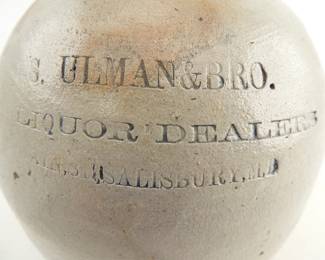 S. ULMAN & BRO.
LIQUOR DEALERS
SALISBURY, MD